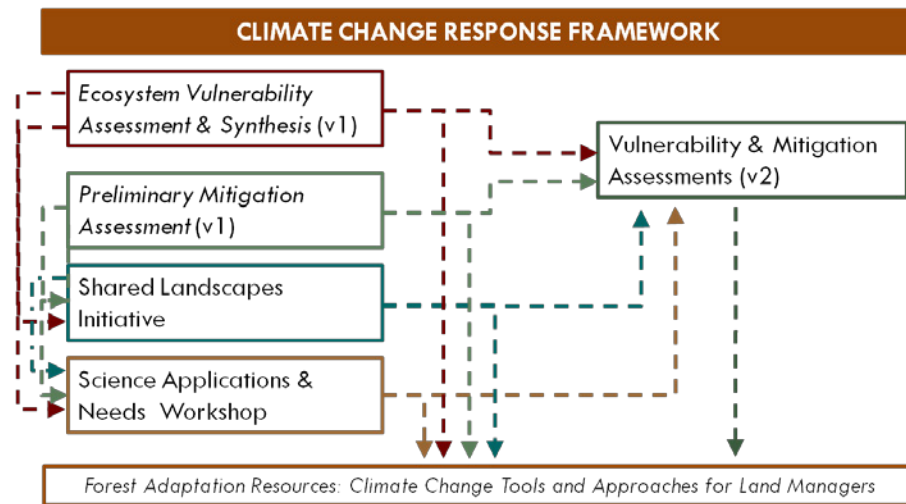 CLIMATE CHANGE RESPONSE FRAMEWORK
Ecosystem Vulnerability
Assessment & Synthesis (v1)
Vulnerability & Mitigation
Assessments (v2)
Preliminary Mitigation
Assessment (v1)
Shared Landscapes
Initiative
Science Applications &
Needs Workshop
Forest Adaptation Resources: Climate Change Tools and Approaches for Land Managers